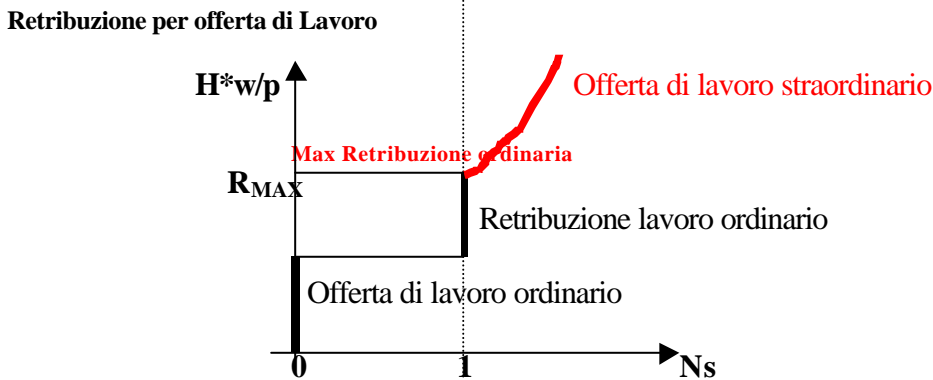 Retribuzione per offerta di Lavoro
H*w/p
Offerta di lavoro straordinario
Max Retribuzione ordinaria
RMAX
Retribuzione lavoro ordinario
Offerta di lavoro ordinario
0 1 Ns